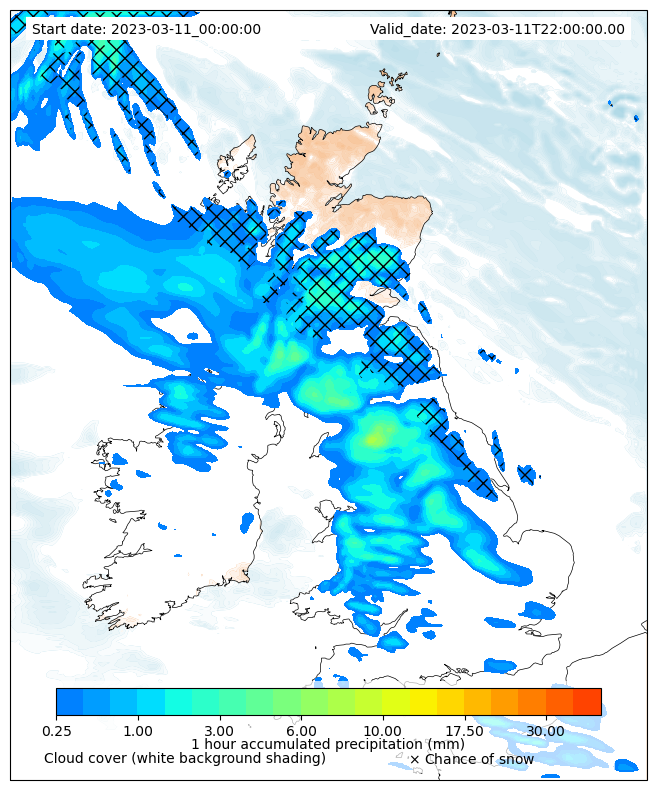 Start date: 2023-03-11_00:00:00 Valid_date: 2023-03-11T22:00:00.00
0.25 1.00 3.00 6.00 10.00 17.50 30.00
1 hour accumulated precipitation (mm)
Cloud cover (white background shading) × Chance of snow